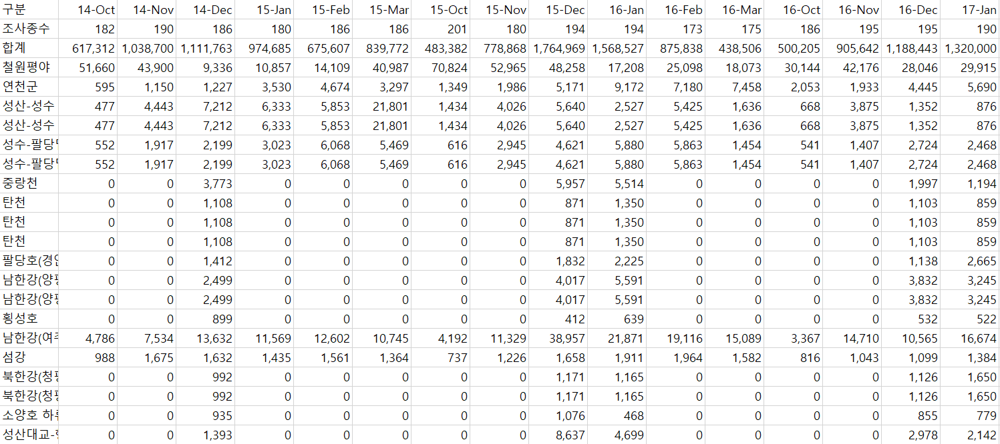 구분 14-Oct 14-Nov 14-Dec 15-Jan 15-Feb 15-Mar 15-Oct 15-Nov 15-Dec 16-Jan 16-Feb 16-Mar 16-Oct 16-Nov 16-Dec 17-Jan
조사종수 182 190 186 180 186 186 201 180 194 194 173 175 186 195 195 190
합계 617,312 1,038,700 1,111,763 974,685 675,607 839,772 483,382 778,868 1,764,969 1,568,527 875,838 438,506 500,205 905,642 1,188,443 1,320,000
철원평야 51,660 43,900 9,336 10,857 14,109 40,987 70,824 52,965 48,258 17,208 25,098 18,073 30,144 42,176 28,046 29,915
연천군 595 1,150 1,227 3,530 4,674 3,297 1,349 1,986 5,171 9,172 7,180 7,458 2,053 1,933 4,445 5,690
성산-성수 477 4,443 7,212 6,333 5,853 21,801 1,434 4,026 5,640 2,527 5,425 1,636 668 3,875 1,352 876
성산-성수 477 4,443 7,212 6,333 5,853 21,801 1,434 4,026 5,640 2,527 5,425 1,636 668 3,875 1,352 876
성수-팔당 552 1,917 2,199 3,023 6,068 5,469 616 2,945 4,621 5,880 5,863 1,454 541 1,407 2,724 2,468
성수-팔당 552 1,917 2,199 3,023 6,068 5,469 616 2,945 4,621 5,880 5,863 1,454 541 1,407 2,724 2,468
중랑천 0 0 3,773 0 0 0 0 0 5,957 5,514 0 0 0 0 1,997 1,194
탄천 0 0 1,108 0 0 0 0 0 871 1,350 0 0 0 0 1,103 859
탄천 0 0 1,108 0 0 0 0 0 871 1,350 0 0 0 0 1,103 859
탄천 0 0 1,108 0 0 0 0 0 871 1,350 0 0 0 0 1,103 859
팔당호(경안 0 0 1,412 0 0 0 0 0 1,832 2,225 0 0 0 0 1,138 2,665
남한강(양평 0 0 2,499 0 0 0 0 0 4,017 5,591 0 0 0 0 3,832 3,245
남한강(양평 0 0 2,499 0 0 0 0 0 4,017 5,591 0 0 0 0 3,832 3,245
횡성호 0 0 899 0 0 0 0 0 412 639 0 0 0 0 532 522
남한강(여주 4,786 7,534 13,632 11,569 12,602 10,745 4,192 11,329 38,957 21,871 19,116 15,089 3,367 14,710 10,565 16,674
섬강 988 1,675 1,632 1,435 1,561 1,364 737 1,226 1,658 1,911 1,964 1,582 816 1,043 1,099 1,384
북한강(청평 0 0 992 0 0 0 0 0 1,171 1,165 0 0 0 0 1,126 1,650
북한강(청평 0 0 992 0 0 0 0 0 1,171 1,165 0 0 0 0 1,126 1,650
소양호 하류 0 0 935 0 0 0 0 0 1,076 468 0 0 0 0 855 779
성산대교- 0 0 1,393 0 0 0 0 0 8,637 4,699 0 0 0 0 2,978 2,142